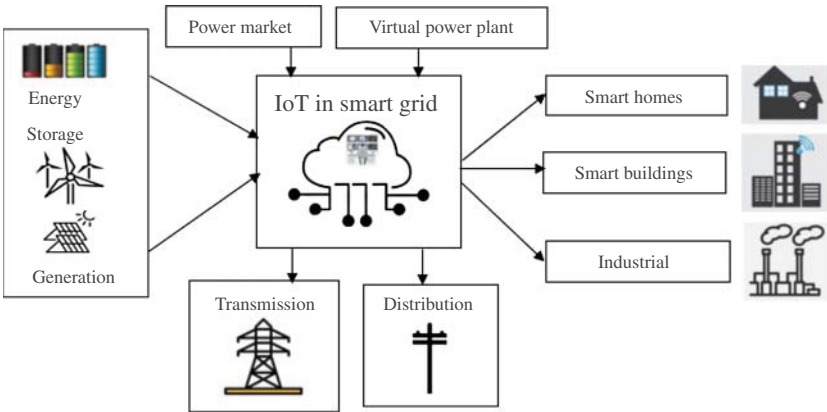 Power market
Virtual power plant
Energy
Storage
Generation
IoT in smart grid
Smart homes
Smart buildings
Industrial
Transmission
Distribution